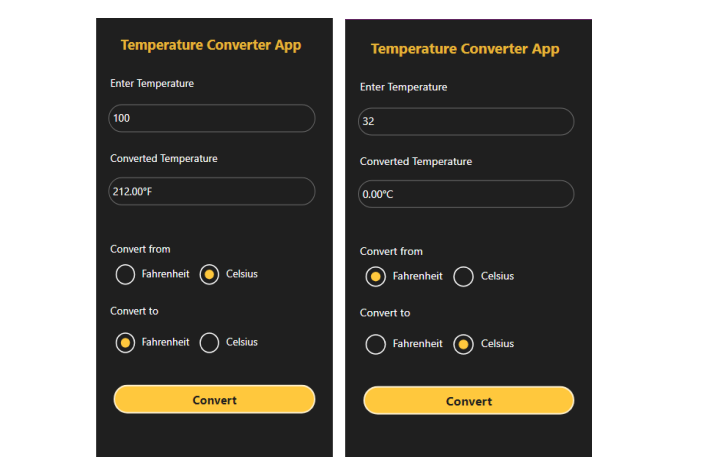 Temperature Converter App
Enter Temperature
100
Converted Temperature
212.00°F
Convert from
Fahrenheit Celsius
Convert to
Fahrenheit Celsius
Convert
Temperature Converter App
Enter Temperature
32
Converted Temperature
0.00°C
Convert from
Fahrenheit Celsius
Convert to
Fahrenheit Celsius
Convert